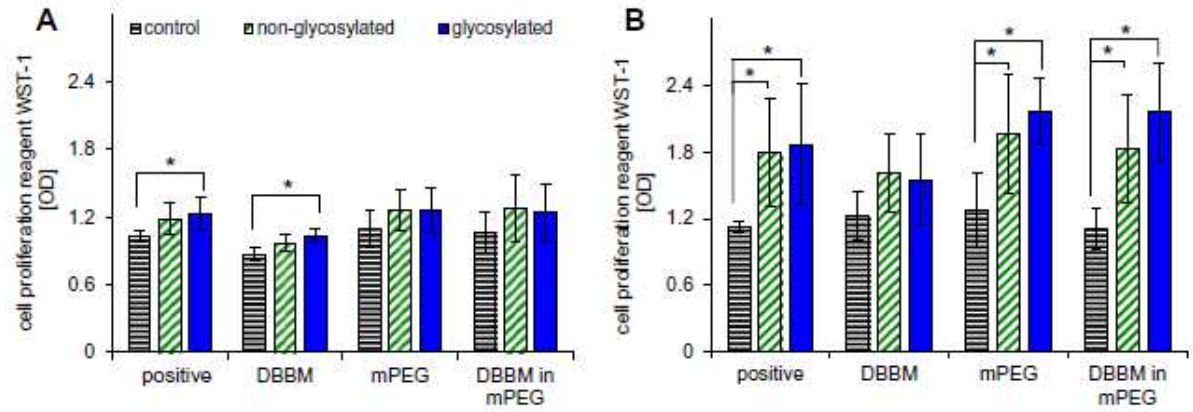 A
control non-glycosylated glycosylated
cell proliferation reagent WST-1
[OD]
2.4
1.8
1.2
0.6
0
*
*
positive DBBM mPEG DBBM in
mPEG
B
cell prdiferation reagent WST-1
[OD]
2.4
1.8
1.2
0.6
0
*
*
*
*
*
*
positive DBBM mPEG DBBM in
mPEG